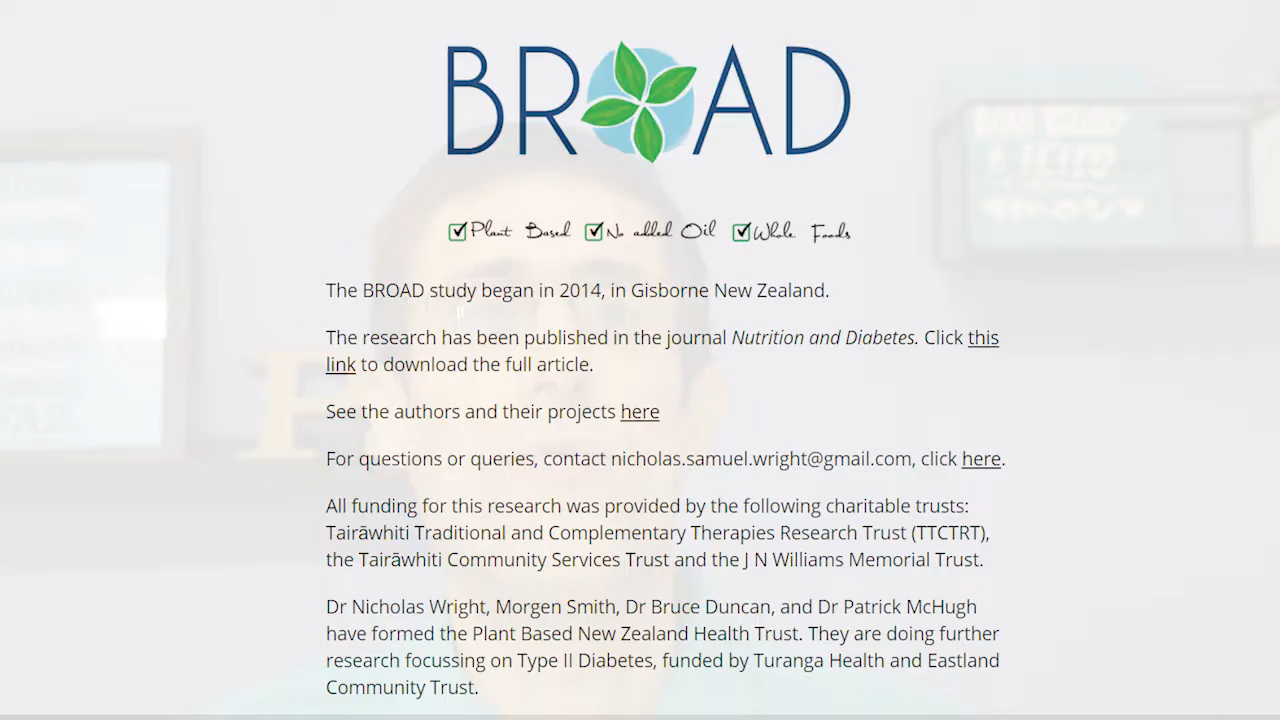 BROAD
Plant Based No added Oil Whole Foods
The BROAD study began in 2014, in Gisborne New Zealand.
The research has been published in the journal Nutrition and Diabetes. Click this
link to download the full article.
See the authors and their projects here
For questions or queries, contact nicholas.samuel.wright@gmail.com, click here.
All funding for this research was provided by the following charitable trusts:
Tairāwhiti Traditional and Complementary Therapies Research Trust (TTCTRT),
the Tairāwhiti Community Services Trust and the J N Williams Memorial Trust.
Dr Nicholas Wright, Morgen Smith, Dr Bruce Duncan, and Dr Patrick McHugh
have formed the Plant Based New Zealand Health Trust. They are doing further
research focussing on Type II Diabetes, funded by Turanga Health and Eastland
Community Trust.